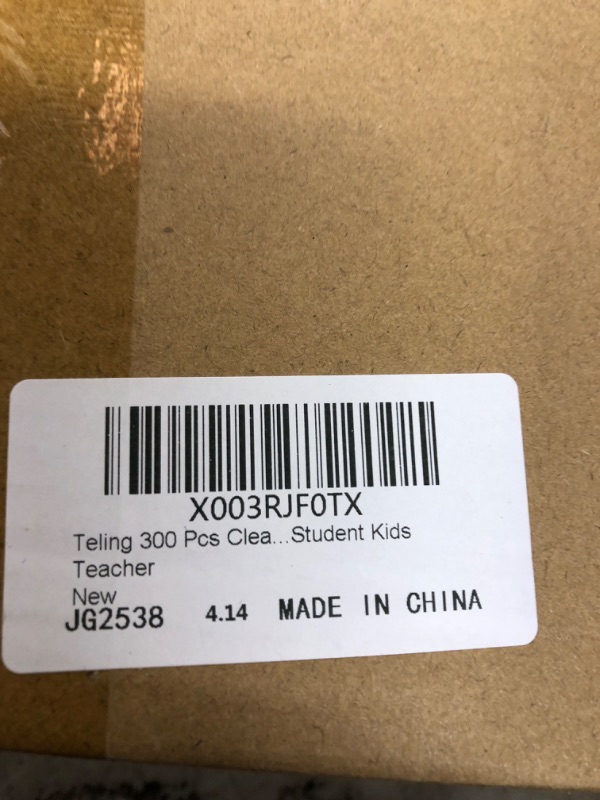 X003RJF0TX
Teling 300 Pcs Clea...Student Kids
Teacher
New
JG2538 4.14 MADE IN CHINA